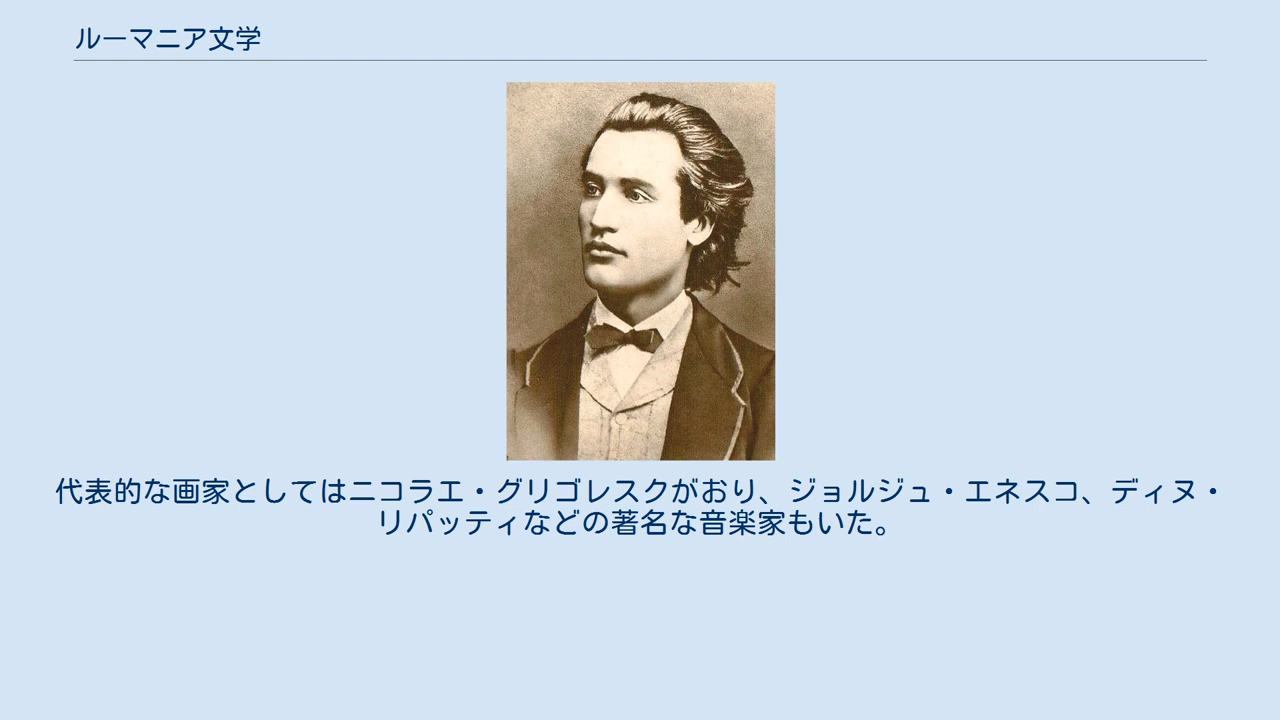 ルーマニア文学
代表的な画家としてはニコラエ・グリゴレスクがおり、ジョルジュ・エネスコ、ディヌ・
リパッティなどの著名な音楽家もいた。